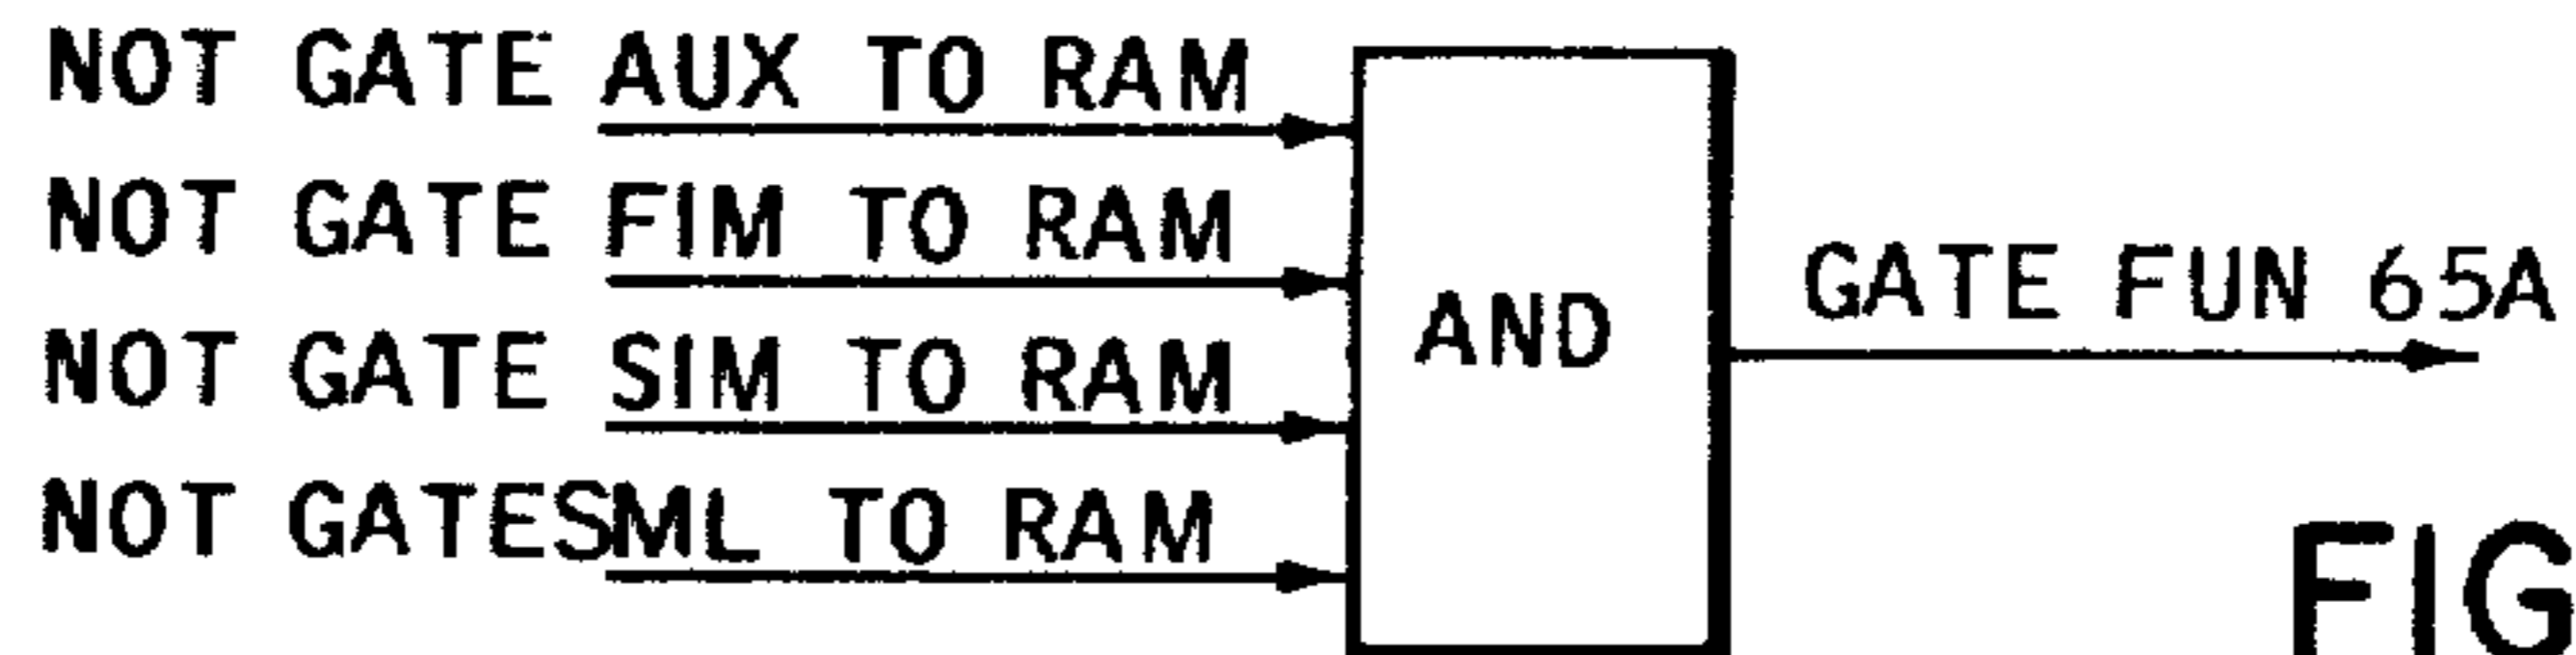 NOT GATE AUX TO RAM
NOT GATE FIM TO RAM
NOT GATE SIM TO RAM
NOT GATESML TO RAM
AND
GATE FUN 65A
FIG